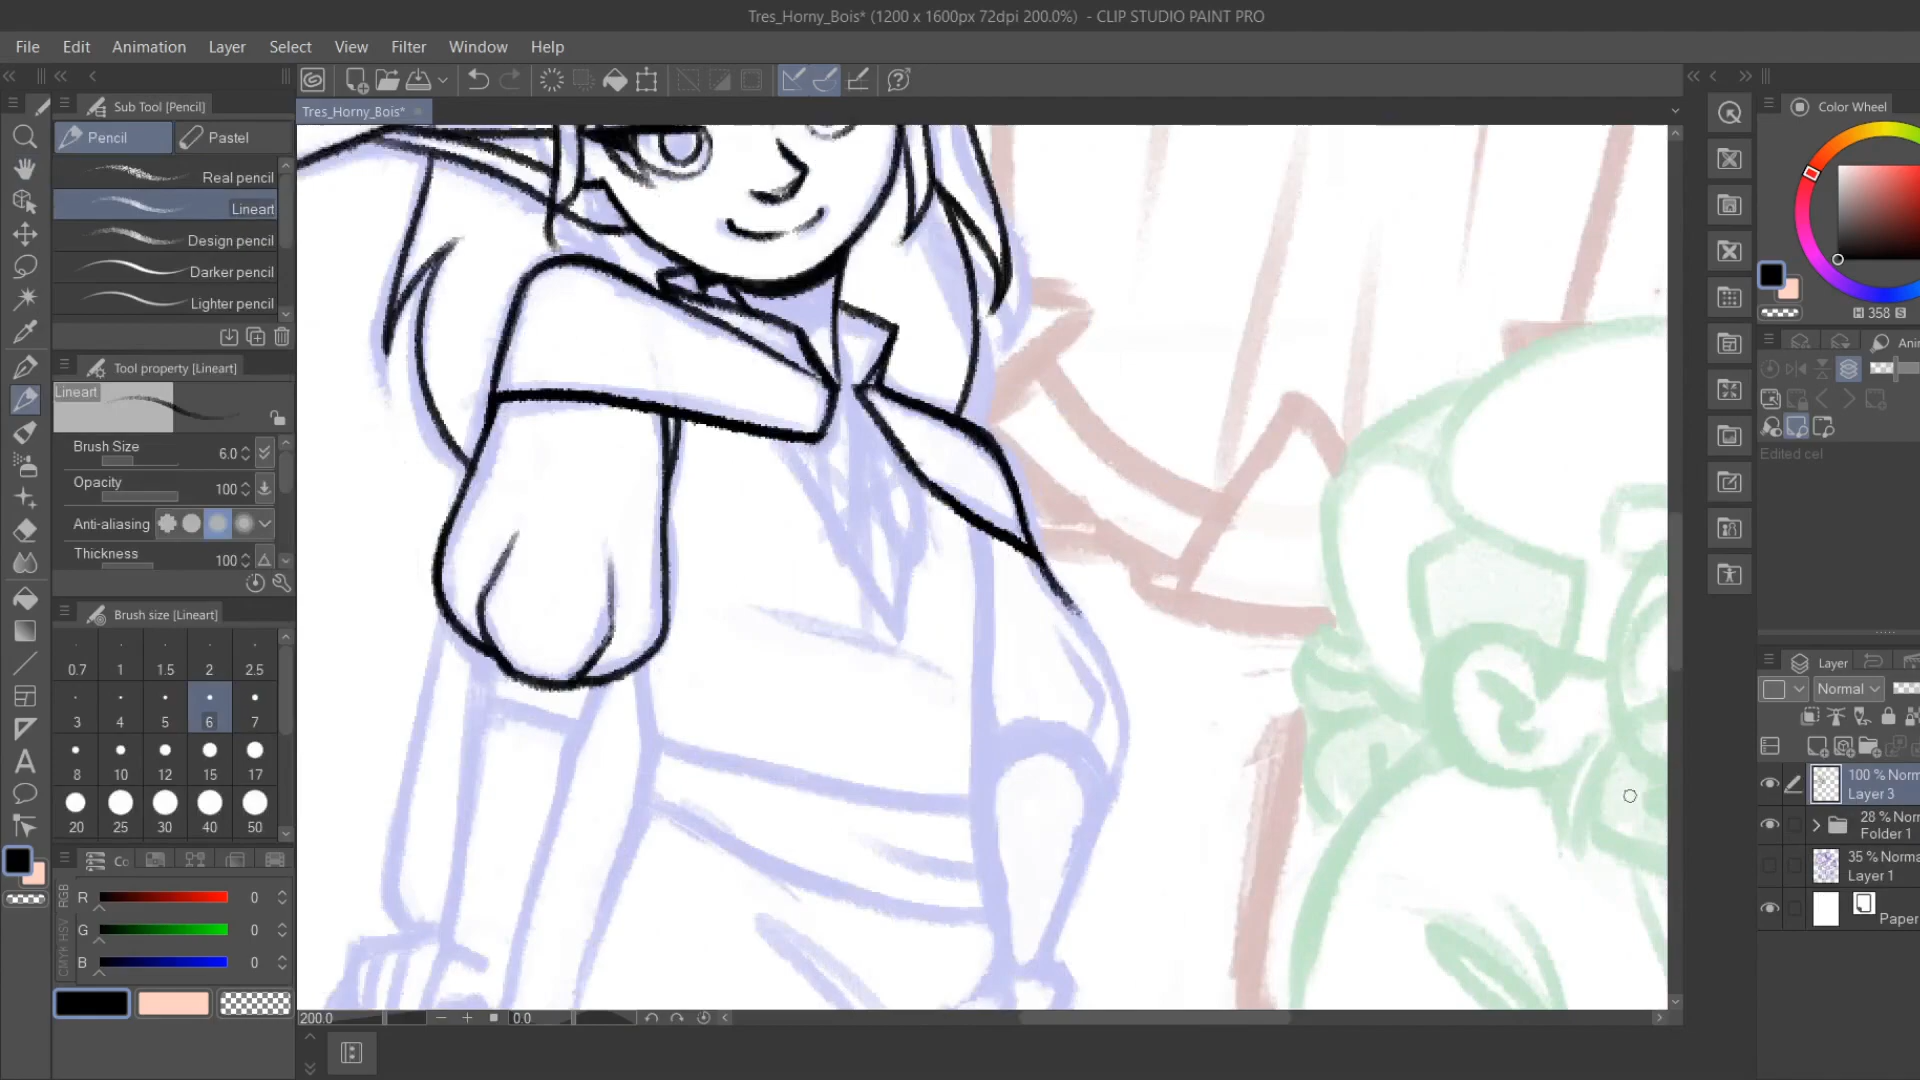 Tres_Horny_Bois* (1200 x 1600px 72dpi 200.0%) - CLIP STUDIO PAINT PRO
File Edit Animation Layer Select View Filter Window Help
Sub Tool [Pencil]
Tres_Horny_Bois*
Color Wheel
Pencil Pastel
Real pencil
Lineart
Design pencil
Darker pencil
Lighter pencil
H 358 S
Tool property [Lineart]
Lineart
Brush Size 6.0
Opacity 100
Anti-aliasing
Thickness 100
Ani
Edited cel
Brush size [Lineart]
0.7 1 1.5 2 2.5
3 4 5 6 7
8 10 12 15 17
20 25 30 40 50
Layer
Normal
100 % Norm
Layer 3
28 % Norm
Folder 1
35 % Norma
Layer 1
Paper
Cc
RGB
HSV
CMYK
R 0
G 0
B 0
200.0 0.0